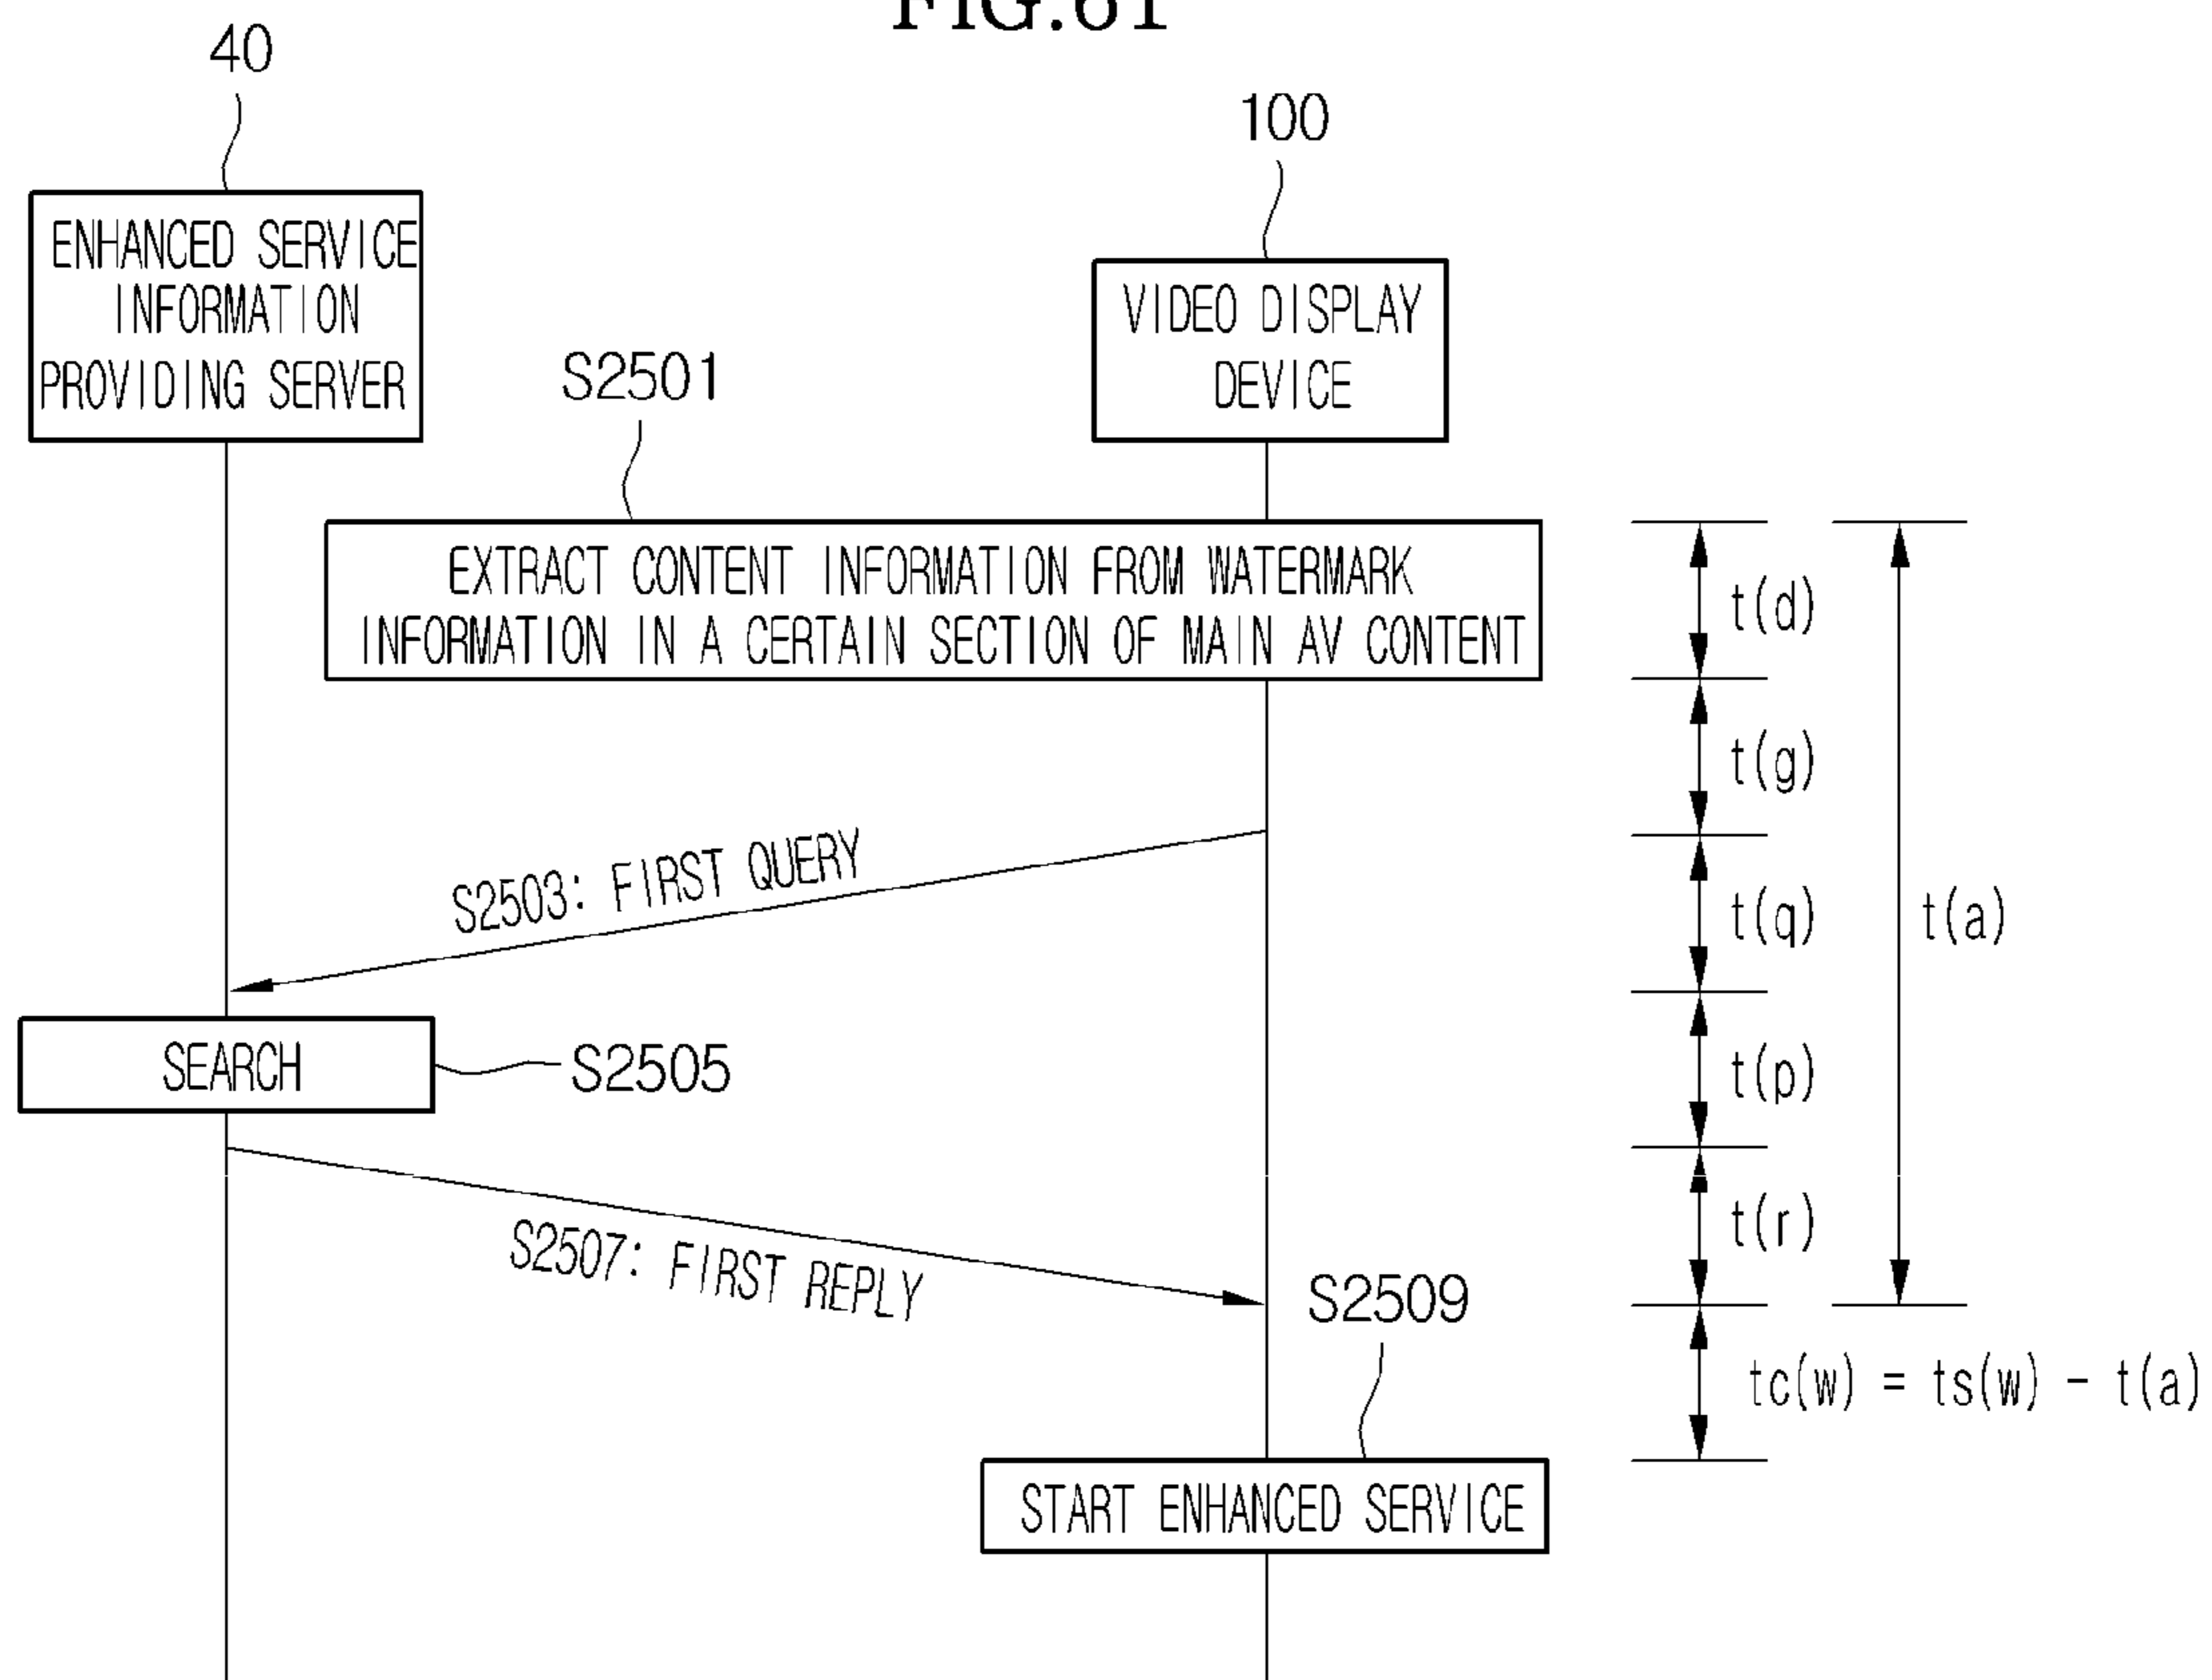 40
100
ENHANCED SERVICE
INFORMATION
PROVIDING SERVER
VIDEO DISPLAY
DEVICE
S2501
EXTRACT CONTENT INFORMATION FROM WATERMARK
INFORMATION IN A CERTAIN SECTION OF MAIN AV CONTENT
t(d)
t(g)
S2503: FIRST QUERY
t(q)
t(a)
SEARCH
S2505
t(p)
S2507: FIRST REPLY
t(r)
S2509
tc(w) = ts(w) - t(a)
START ENHANCED SERVICE